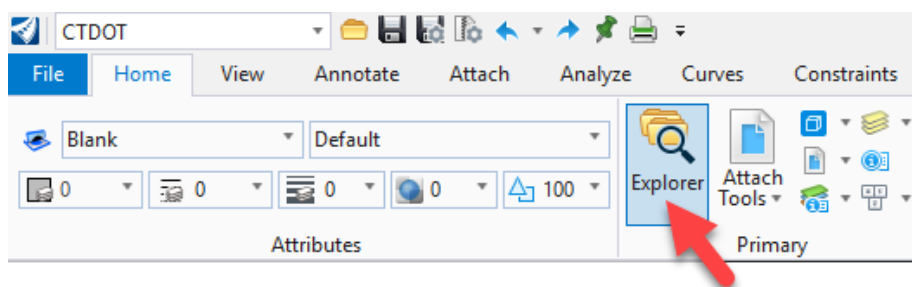 CTDOT
File Home View Annotate Attach Analyze Curves Constraints
Blank Default
0 0 0 0 100
Explorer Attach Tools
Attributes Primary